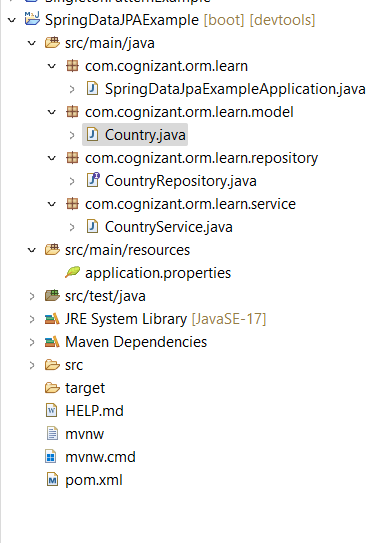 SpringDataJPAExample [boot] [devtools]
src/main/java
com.cognizant.orm.learn
SpringDataJpaExampleApplication.java
com.cognizant.orm.learn.model
Country.java
com.cognizant.orm.learn.repository
CountryRepository.java
com.cognizant.orm.learn.service
CountryService.java
src/main/resources
application.properties
src/test/java
JRE System Library [JavaSE-17]
Maven Dependencies
src
target
HELP.md
mvnw
mvnw.cmd
pom.xml